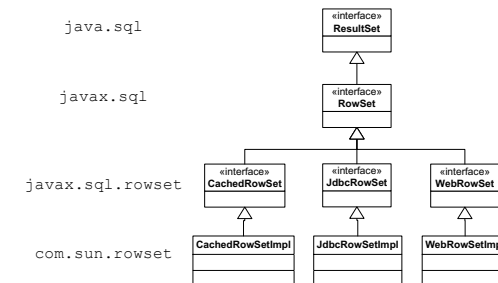 java.sql
«interface»
ResultSet
javax.sql
«interface»
RowSet
javax.sql.rowset
«interface»
CachedRowSet
«interface»
JdbcRowSet
«interface»
WebRowSet
com.sun.rowset
CachedRowSetImpl
JdbcRowSetImpl
WebRowSetImp